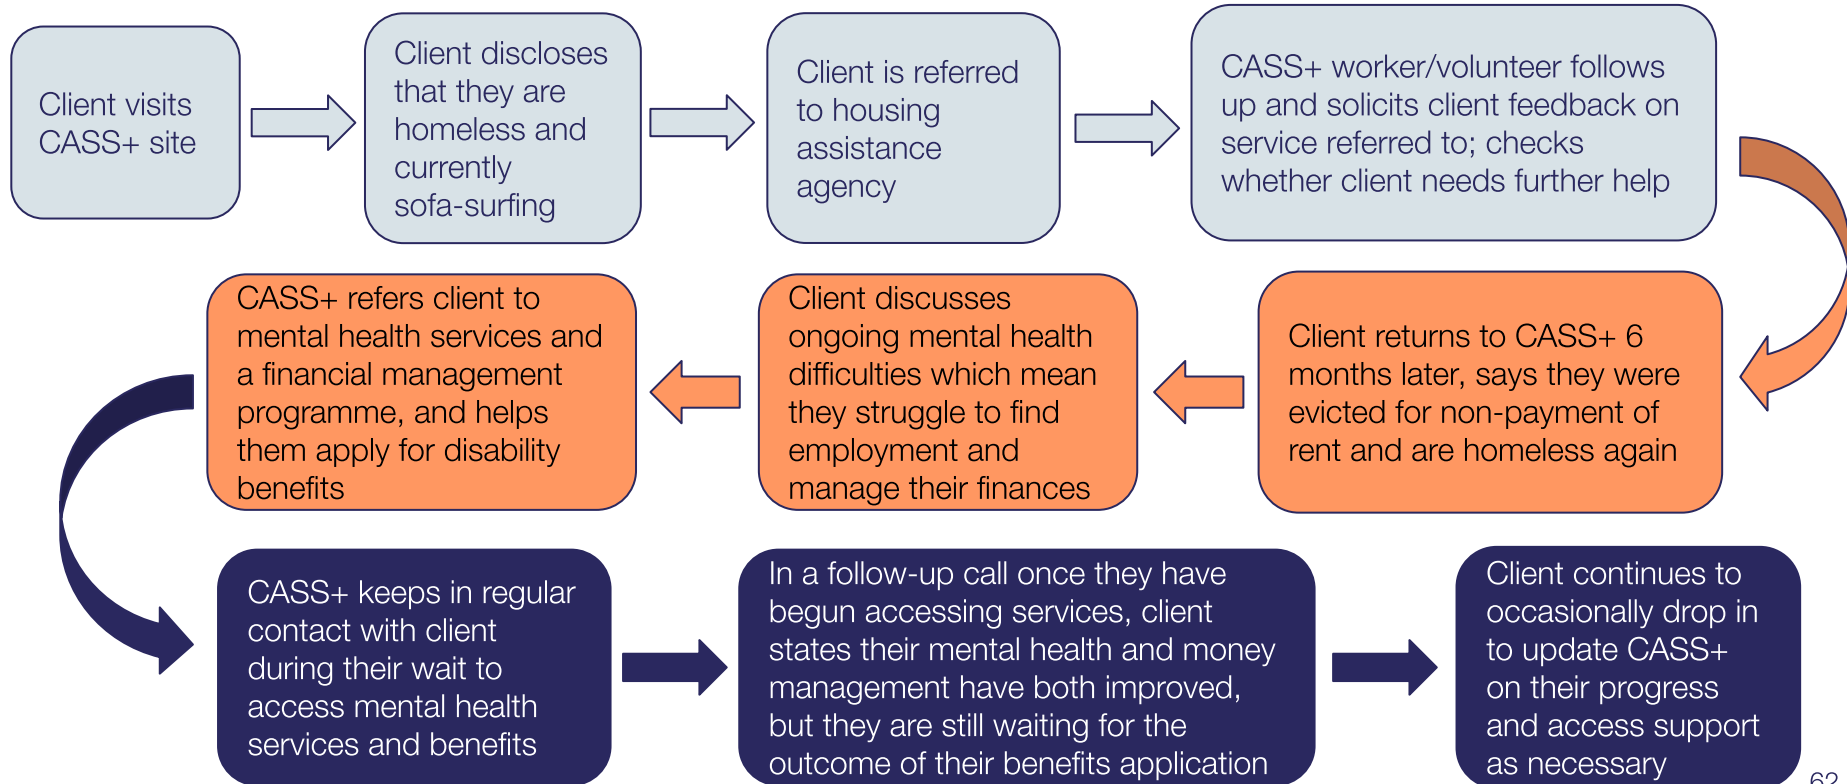 Client visits
CASS+ site
Client discloses
that they are
homeless and
currently
sofa-surfing
Client is referred
to housing
assistance
agency
CASS+ worker/volunteer follows
up and solicits client feedback on
service referred to; checks
whether client needs further help
Client returns to CASS+ 6
months later, says they were
evicted for non-payment of
rent and are homeless again
Client discusses
ongoing mental health
difficulties which mean
they struggle to find
employment and
manage their finances
CASS+ refers client to
mental health services and
a financial management
programme, and helps
them apply for disability
benefits
CASS+ keeps in regular
contact with client
during their wait to
access mental health
services and benefits
In a follow-up call once they have
begun accessing services, client
states their mental health and money
management have both improved,
but they are still waiting for the
outcome of their benefits application
Client continues to
occasionally drop in
to update CASS+
on their progress
and access support
as necessary
62